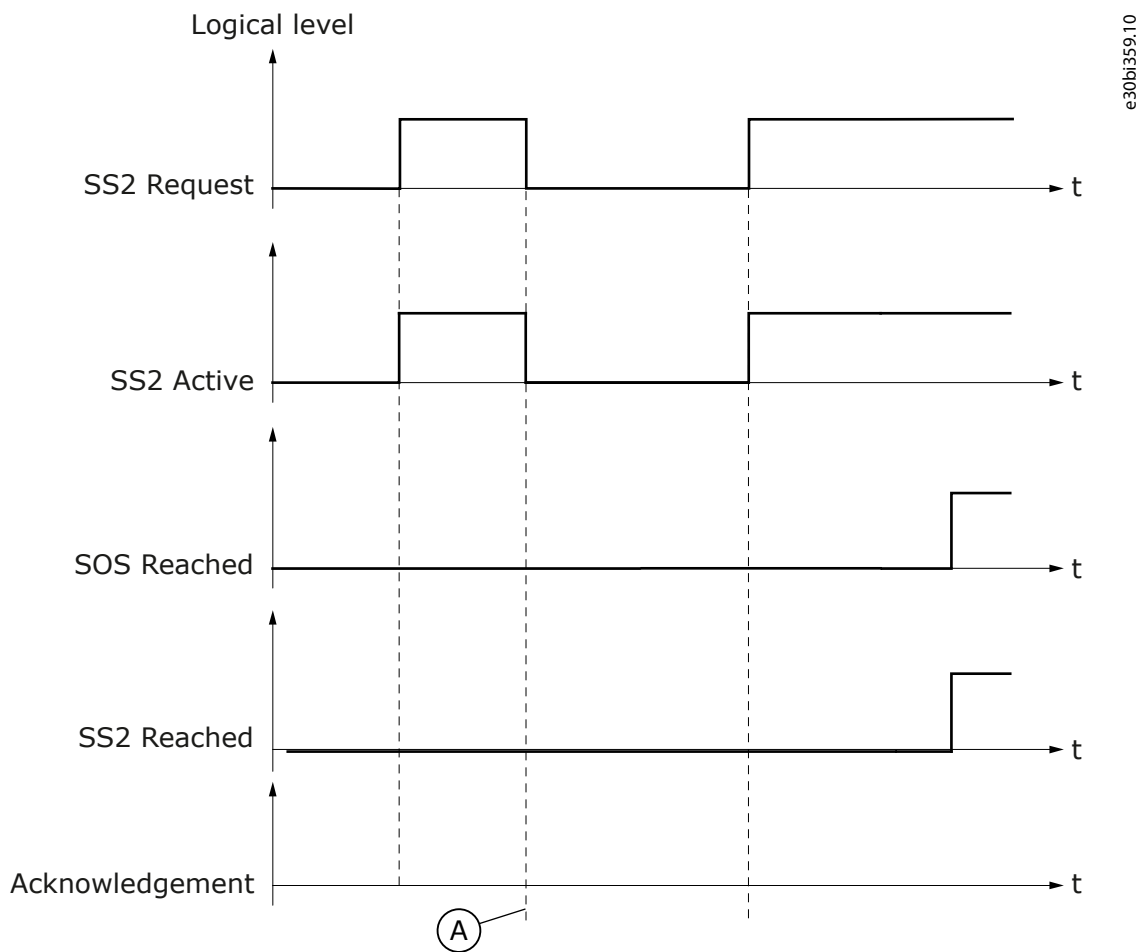 Logical level
e30bi359.10
SS2 Request
t
SS2 Active
t
SOS Reached
t
SS2 Reached
t
Acknowledgement
t
A